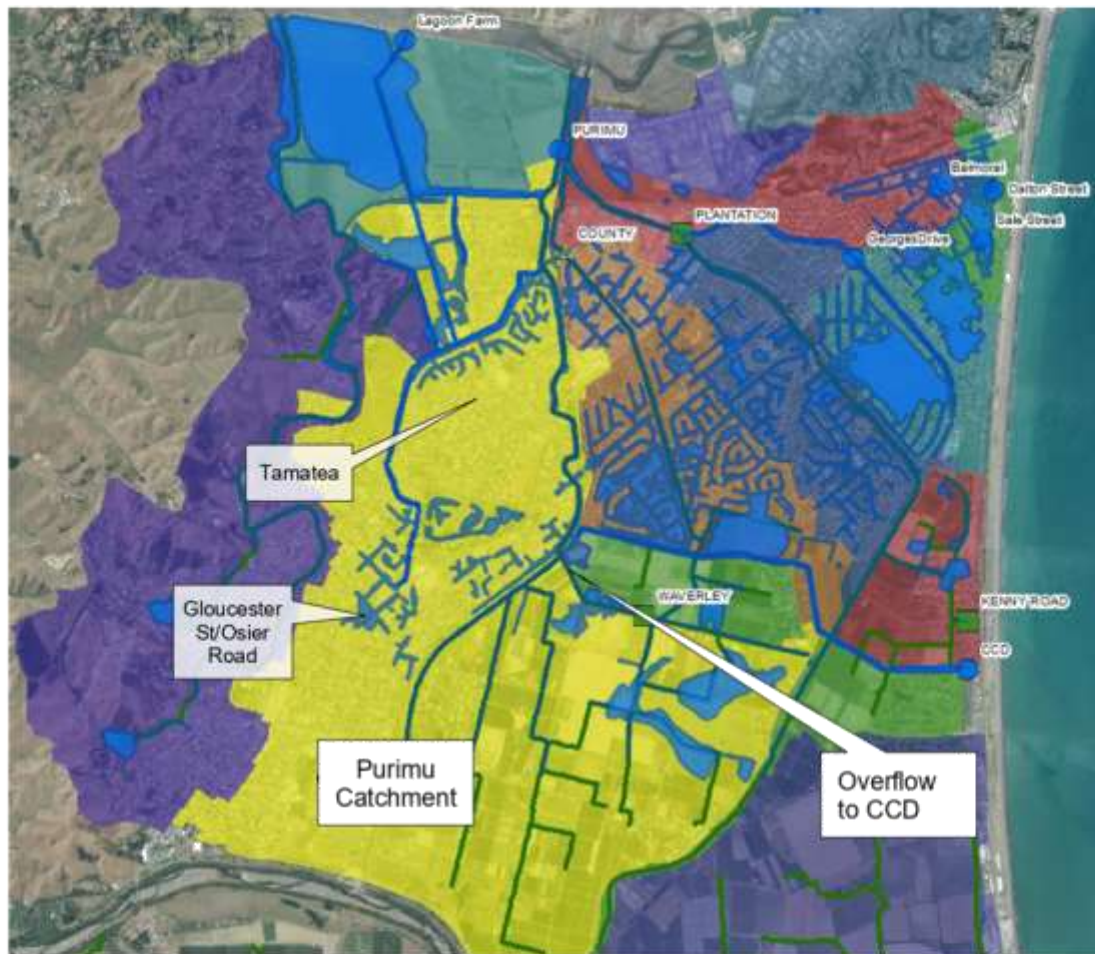 Lagoon Farm
PURIMU
Balmoral
Dalton Street
Sale Street
PLANTATION
COUNTY
GeorgesDrive
Tamatea
Gloucester
St/Osier
Road
WAVERLEY
KENNY ROAD
CCD
Purimu
Catchment
Overflow
to CCD